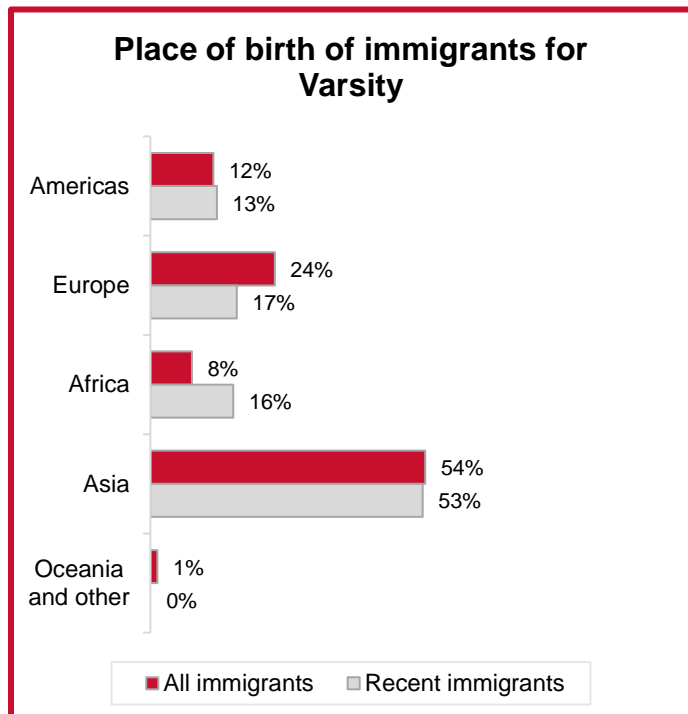 Place of birth of immigrants for
Varsity
Americas
12%
13%
Europe
24%
17%
Africa
8%
16%
Asia
54%
53%
Oceania
and other
1%
0%
All immigrants
Recent immigrants